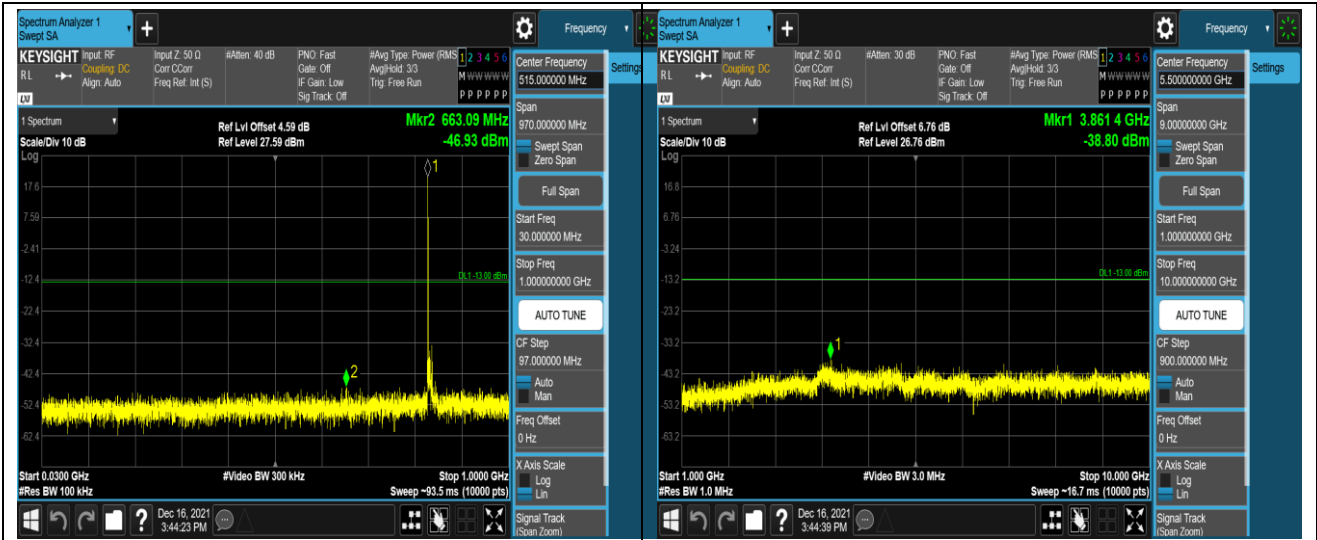 Spectrum Analyzer 1
Swept SA
+
Frequency
KEYSIGHT
Input: RF
Coupling: DC
Align: Auto
Input Z: 50 Ω
Corr CCorr
Freq Ref: Int (S)
#Atten: 40 dB
PNO: Fast
Gate: Off
IF Gain: Low
Sig Track: Off
#Avg Type: Power (RMS
Avg|Hold: 3/3
Trig: Free Run
1 2 3 4 5 6
M W W W W W
P P P P P P
RL
LXI
Center Frequency
515.000000 MHz
Settings
1 Spectrum
Scale/Div 10 dB
Log
Ref Lvl Offset 4.59 dB
Ref Level 27.59 dBm
Mkr2 663.09 MHz
-46.93 dBm
Span
970.000000 MHz
Swept Span
Zero Span
Full Span
Start Freq
30.000000 MHz
Stop Freq
1.000000000 GHz
AUTO TUNE
CF Step
97.000000 MHz
Auto
Man
Freq Offset
0 Hz
X Axis Scale
Log
Lin
Signal Track
(Span Zoom)
17.6
7.59
-2.41
-12.4
-22.4
-32.4
-42.4
-52.4
-62.4
1
2
DL1 -13.00 dBm
Start 0.0300 GHz
#Video BW 300 kHz
Stop 1.0000 GHz
#Res BW 100 kHz
Sweep ~93.5 ms (10000 pts)
?
Dec 16, 2021
3:44:23 PM
Spectrum Analyzer 1
Swept SA
+
Frequency
KEYSIGHT
Input: RF
Coupling: DC
Align: Auto
Input Z: 50 Ω
Corr CCorr
Freq Ref: Int (S)
#Atten: 30 dB
PNO: Fast
Gate: Off
IF Gain: Low
Sig Track: Off
#Avg Type: Power (RMS
Avg|Hold: 3/3
Trig: Free Run
1 2 3 4 5 6
M W W W W W
P P P P P P
RL
LXI
Center Frequency
5.500000000 GHz
Settings
1 Spectrum
Scale/Div 10 dB
Log
Ref Lvl Offset 6.76 dB
Ref Level 26.76 dBm
Mkr1 3.861 4 GHz
-38.80 dBm
Span
9.00000000 GHz
Swept Span
Zero Span
Full Span
Start Freq
1.000000000 GHz
Stop Freq
10.000000000 GHz
AUTO TUNE
CF Step
900.000000 MHz
Auto
Man
Freq Offset
0 Hz
X Axis Scale
Log
Lin
Signal Track
(Span Zoom)
16.8
6.76
-3.24
-13.2
-23.2
-33.2
-43.2
-53.2
-63.2
1
DL1 -13.00 dBm
Start 1.000 GHz
#Video BW 3.0 MHz
Stop 10.000 GHz
#Res BW 1.0 MHz
Sweep ~16.7 ms (10000 pts)
?
Dec 16, 2021
3:44:39 PM